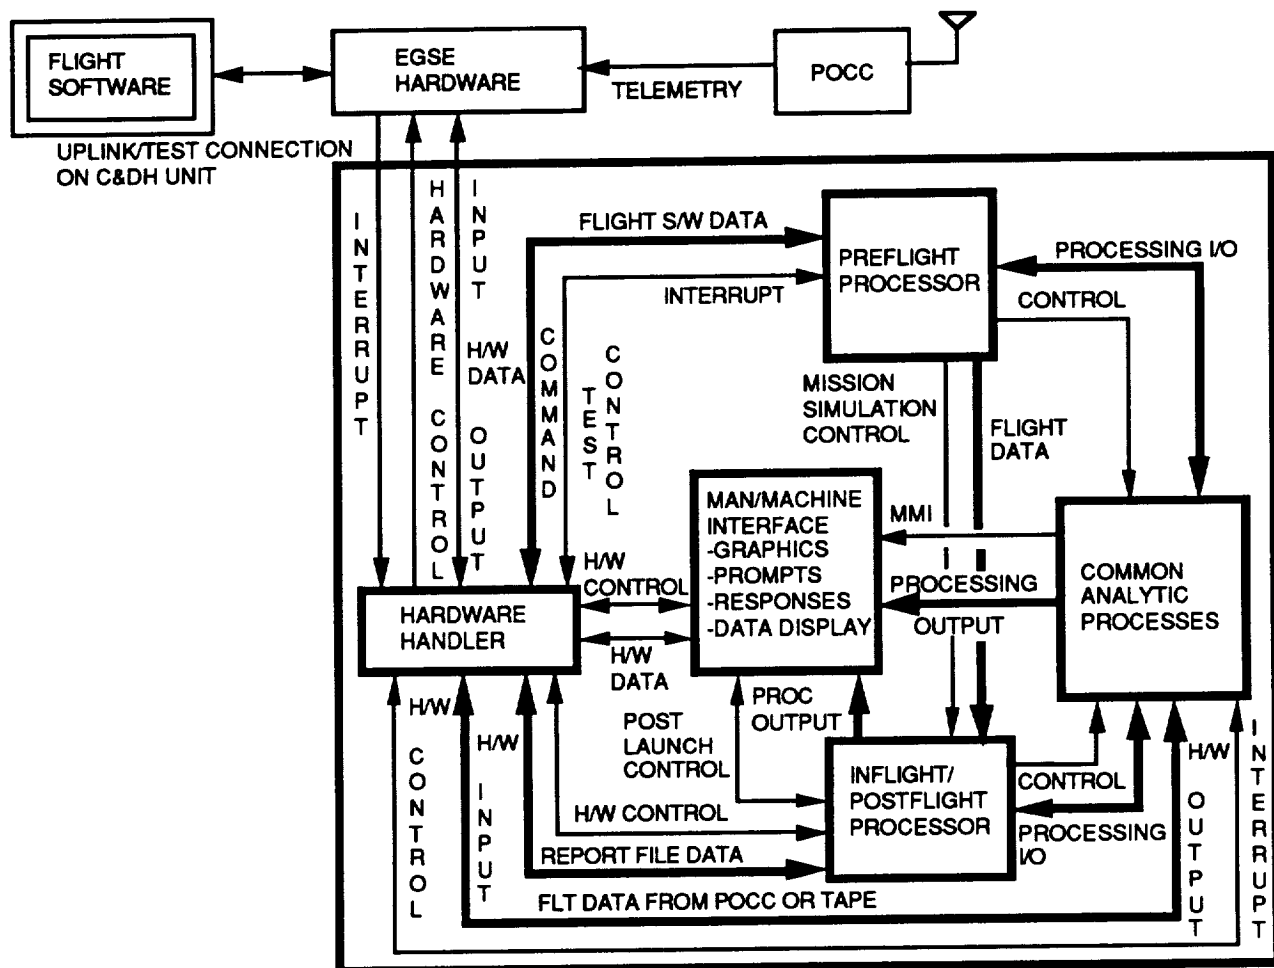 FLIGHT
SOFTWARE
EGSE
HARDWARE
TELEMETRY
POCC
UPLINK/TEST CONNECTION
ON C&DH UNIT
INTERRUPT
HARDWARE CONTROL
INPUT
H/W
DATA
OUTPUT
FLIGHT S/W DATA
COMMAND
INTERRUPT
TEST
CONTROL
PREFLIGHT
PROCESSOR
PROCESSING I/O
CONTROL
MISSION
SIMULATION
CONTROL
FLIGHT
DATA
MAN/MACHINE
INTERFACE
-GRAPHICS
-PROMPTS
-RESPONSES
-DATA DISPLAY
MMI
PROCESSING
OUTPUT
COMMON
ANALYTIC
PROCESSES
H/W
CONTROL
HARDWARE
HANDLER
H/W
DATA
H/W
CONTROL
H/W
INPUT
POST
LAUNCH
CONTROL
PROC
OUTPUT
INFLIGHT/
POSTFLIGHT
PROCESSOR
CONTROL
PROCESSING
I/O
H/W
OUTPUT
INTERRUPT
H/W CONTROL
REPORT FILE DATA
FLT DATA FROM POCC OR TAPE